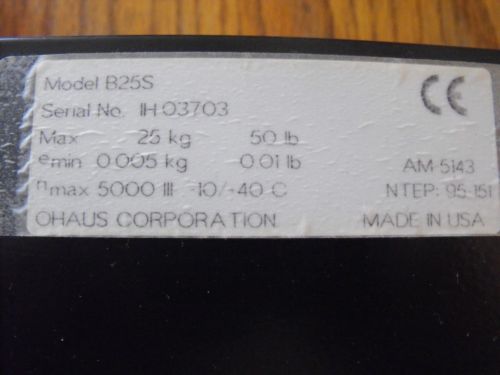 Model B25S
Serial No. IH 03703
Max 25 kg 50 lb
emin 0.005 kg 0.01 lb
AM-5143
nmax 5000 III -10/-40 C
NTEP: 95-151
OHAUS CORPORATION MADE IN USA
CE